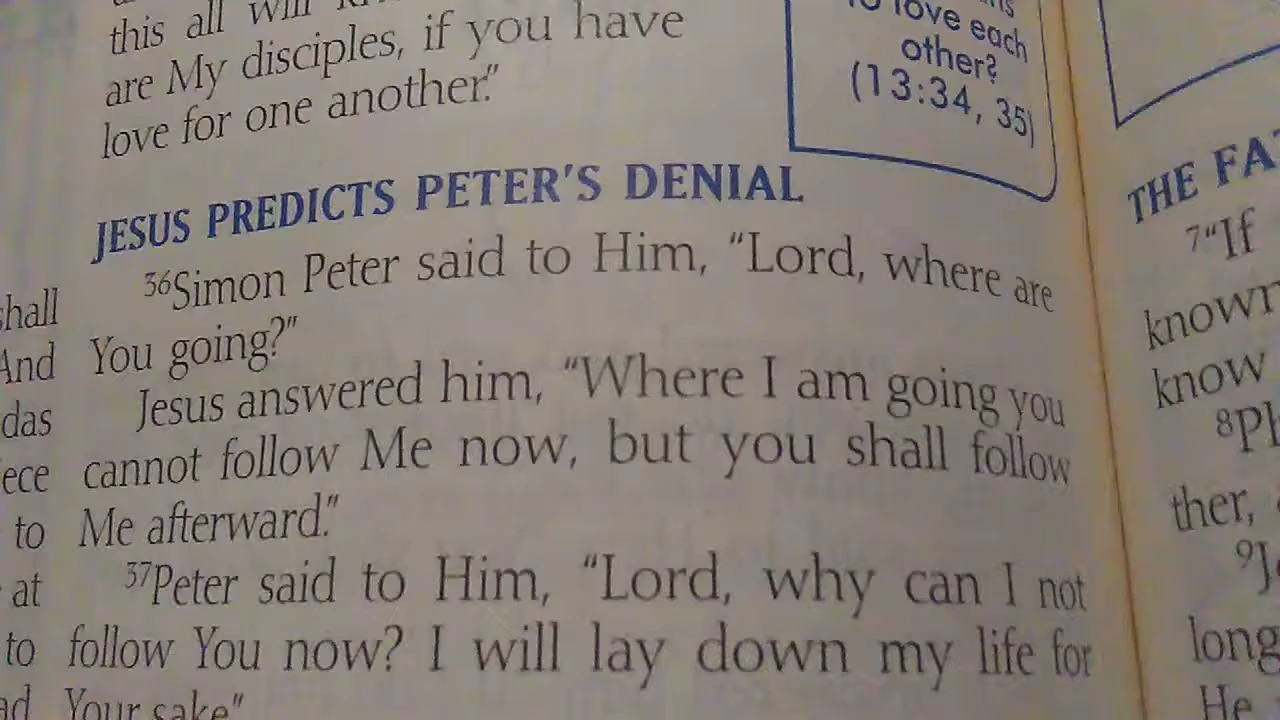 this all will
are My disciples, if you have
love for one another."
love each
other?
(13:34, 35)
JESUS PREDICTS PETER'S DENIAL
36Simon Peter said to Him, "Lord, where are
You going?"
Jesus answered him, "Where I am going you
cannot follow Me now, but you shall follow
Me afterward."
37Peter said to Him, "Lord, why can I not
follow You now? I will lay down my life for
Your sake"
shall
And
das
ece
to
at
to
THE FA
7"If
know
8Ph
ther,
9J
long
He